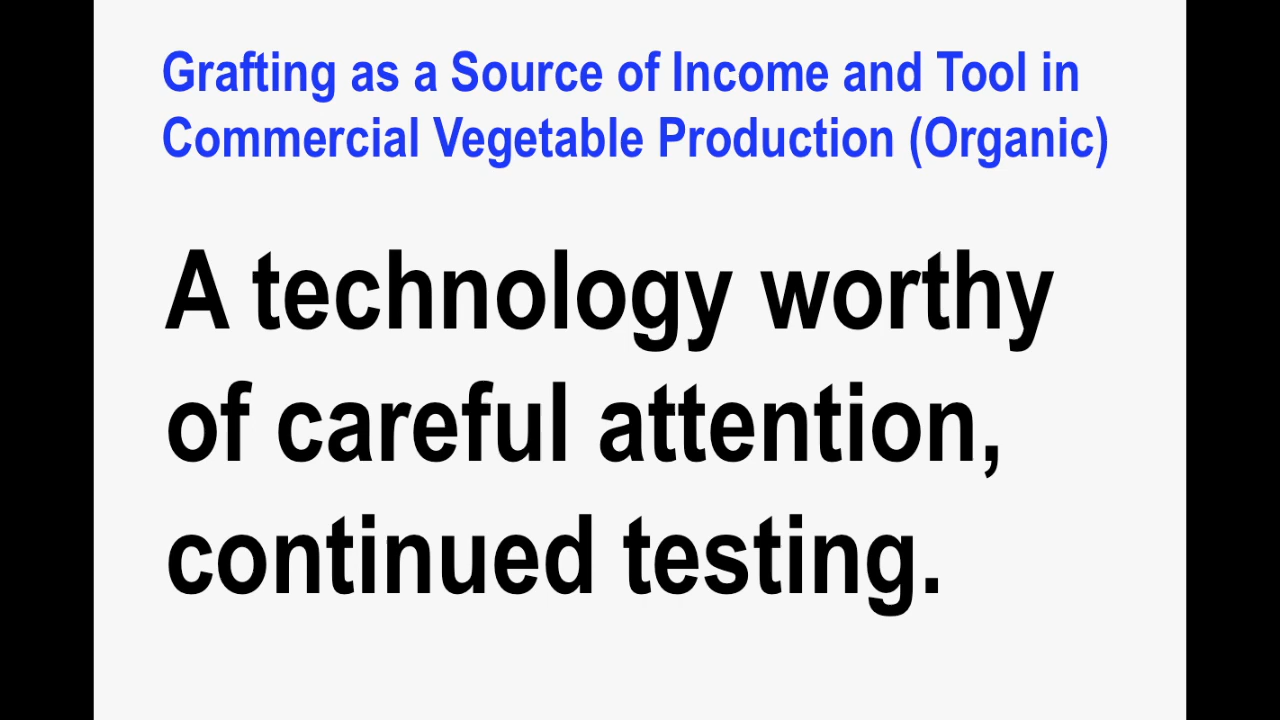 Grafting as a Source of Income and Tool in
Commercial Vegetable Production (Organic)
A technology worthy
of careful attention,
continued testing.